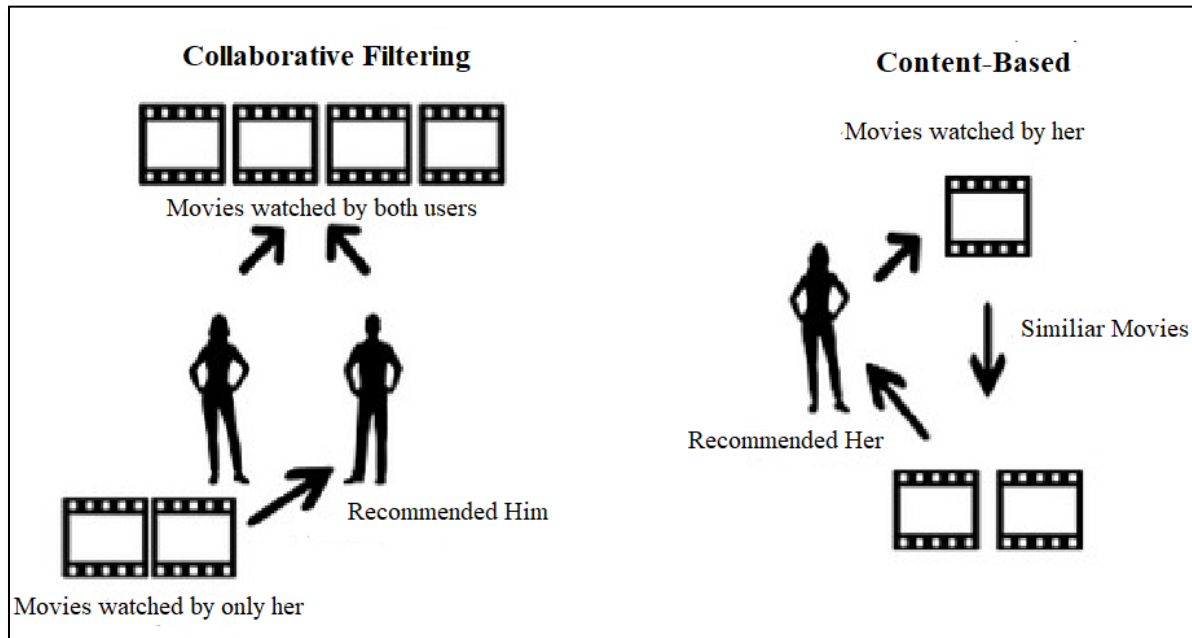 Collaborative Filtering
Movies watched by both users
Recommended Him
Movies watched by only her
Content-Based
Movies watched by her
Similiar Movies
Recommended Her